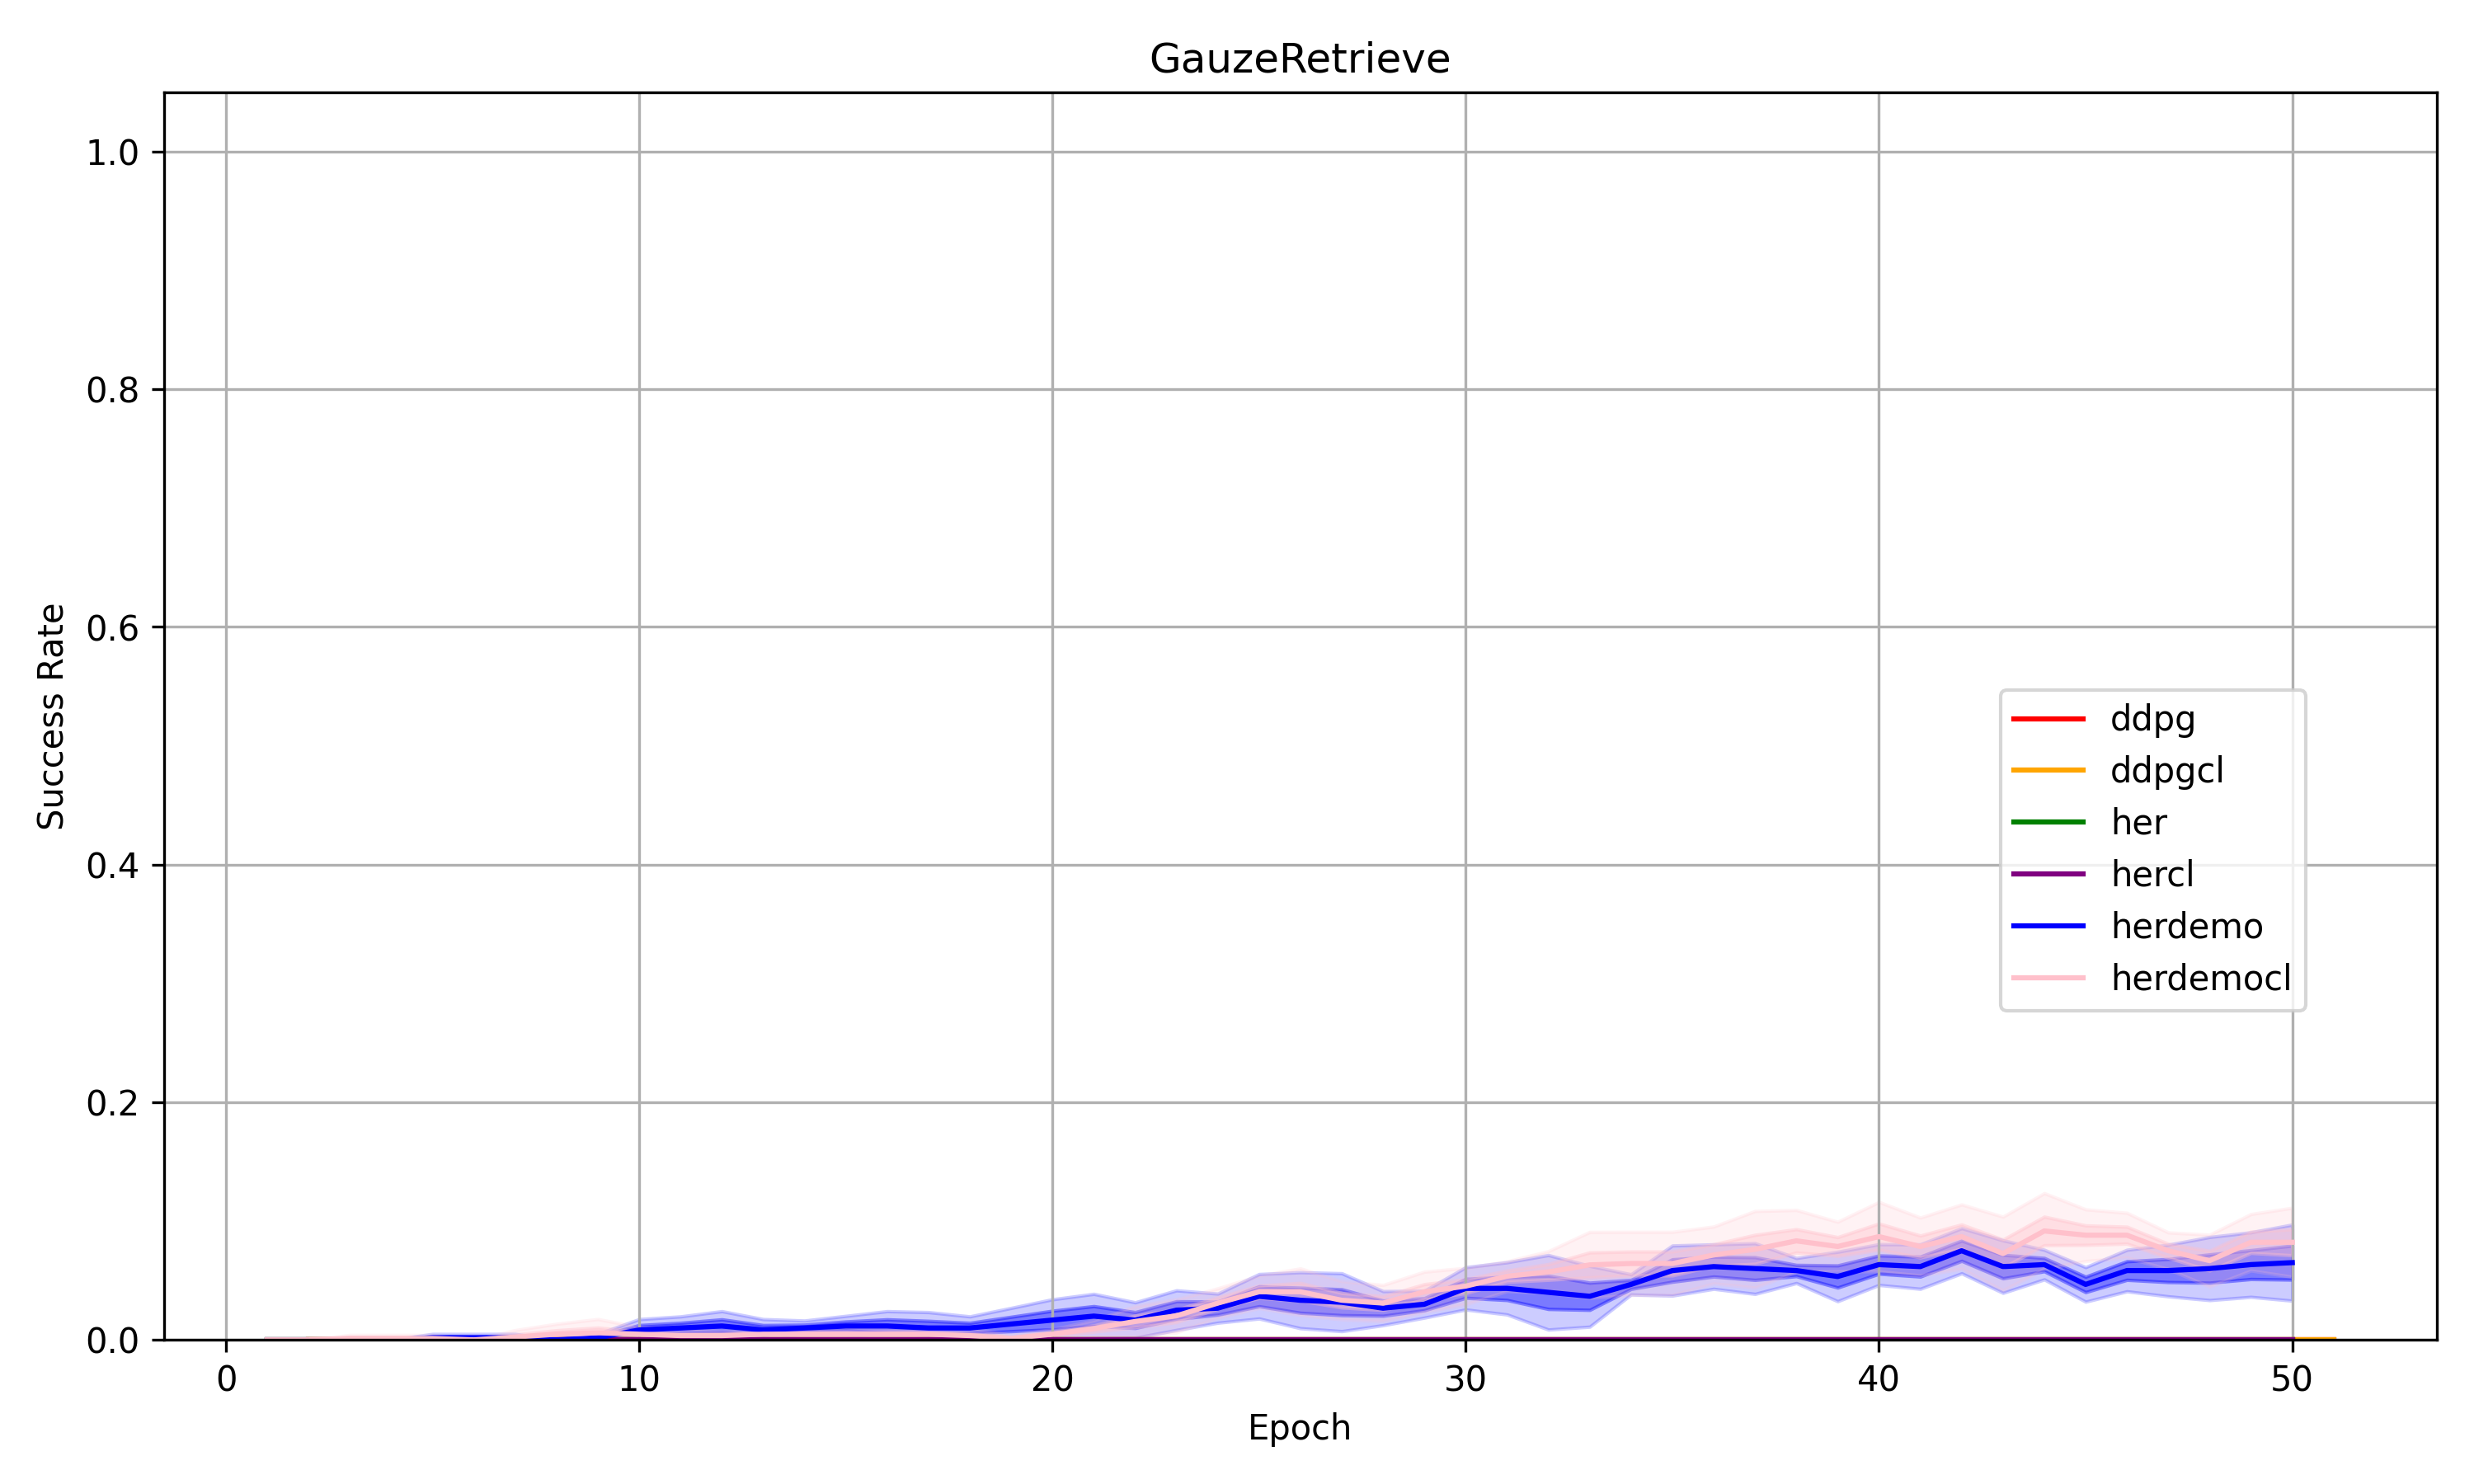 GauzeRetrieve
Success Rate
1.0
0.8
0.6
0.4
0.2
0.0
ddpg
ddpgcl
her
hercl
herdemo
herdemocl
0 10 20 30 40 50
Epoch